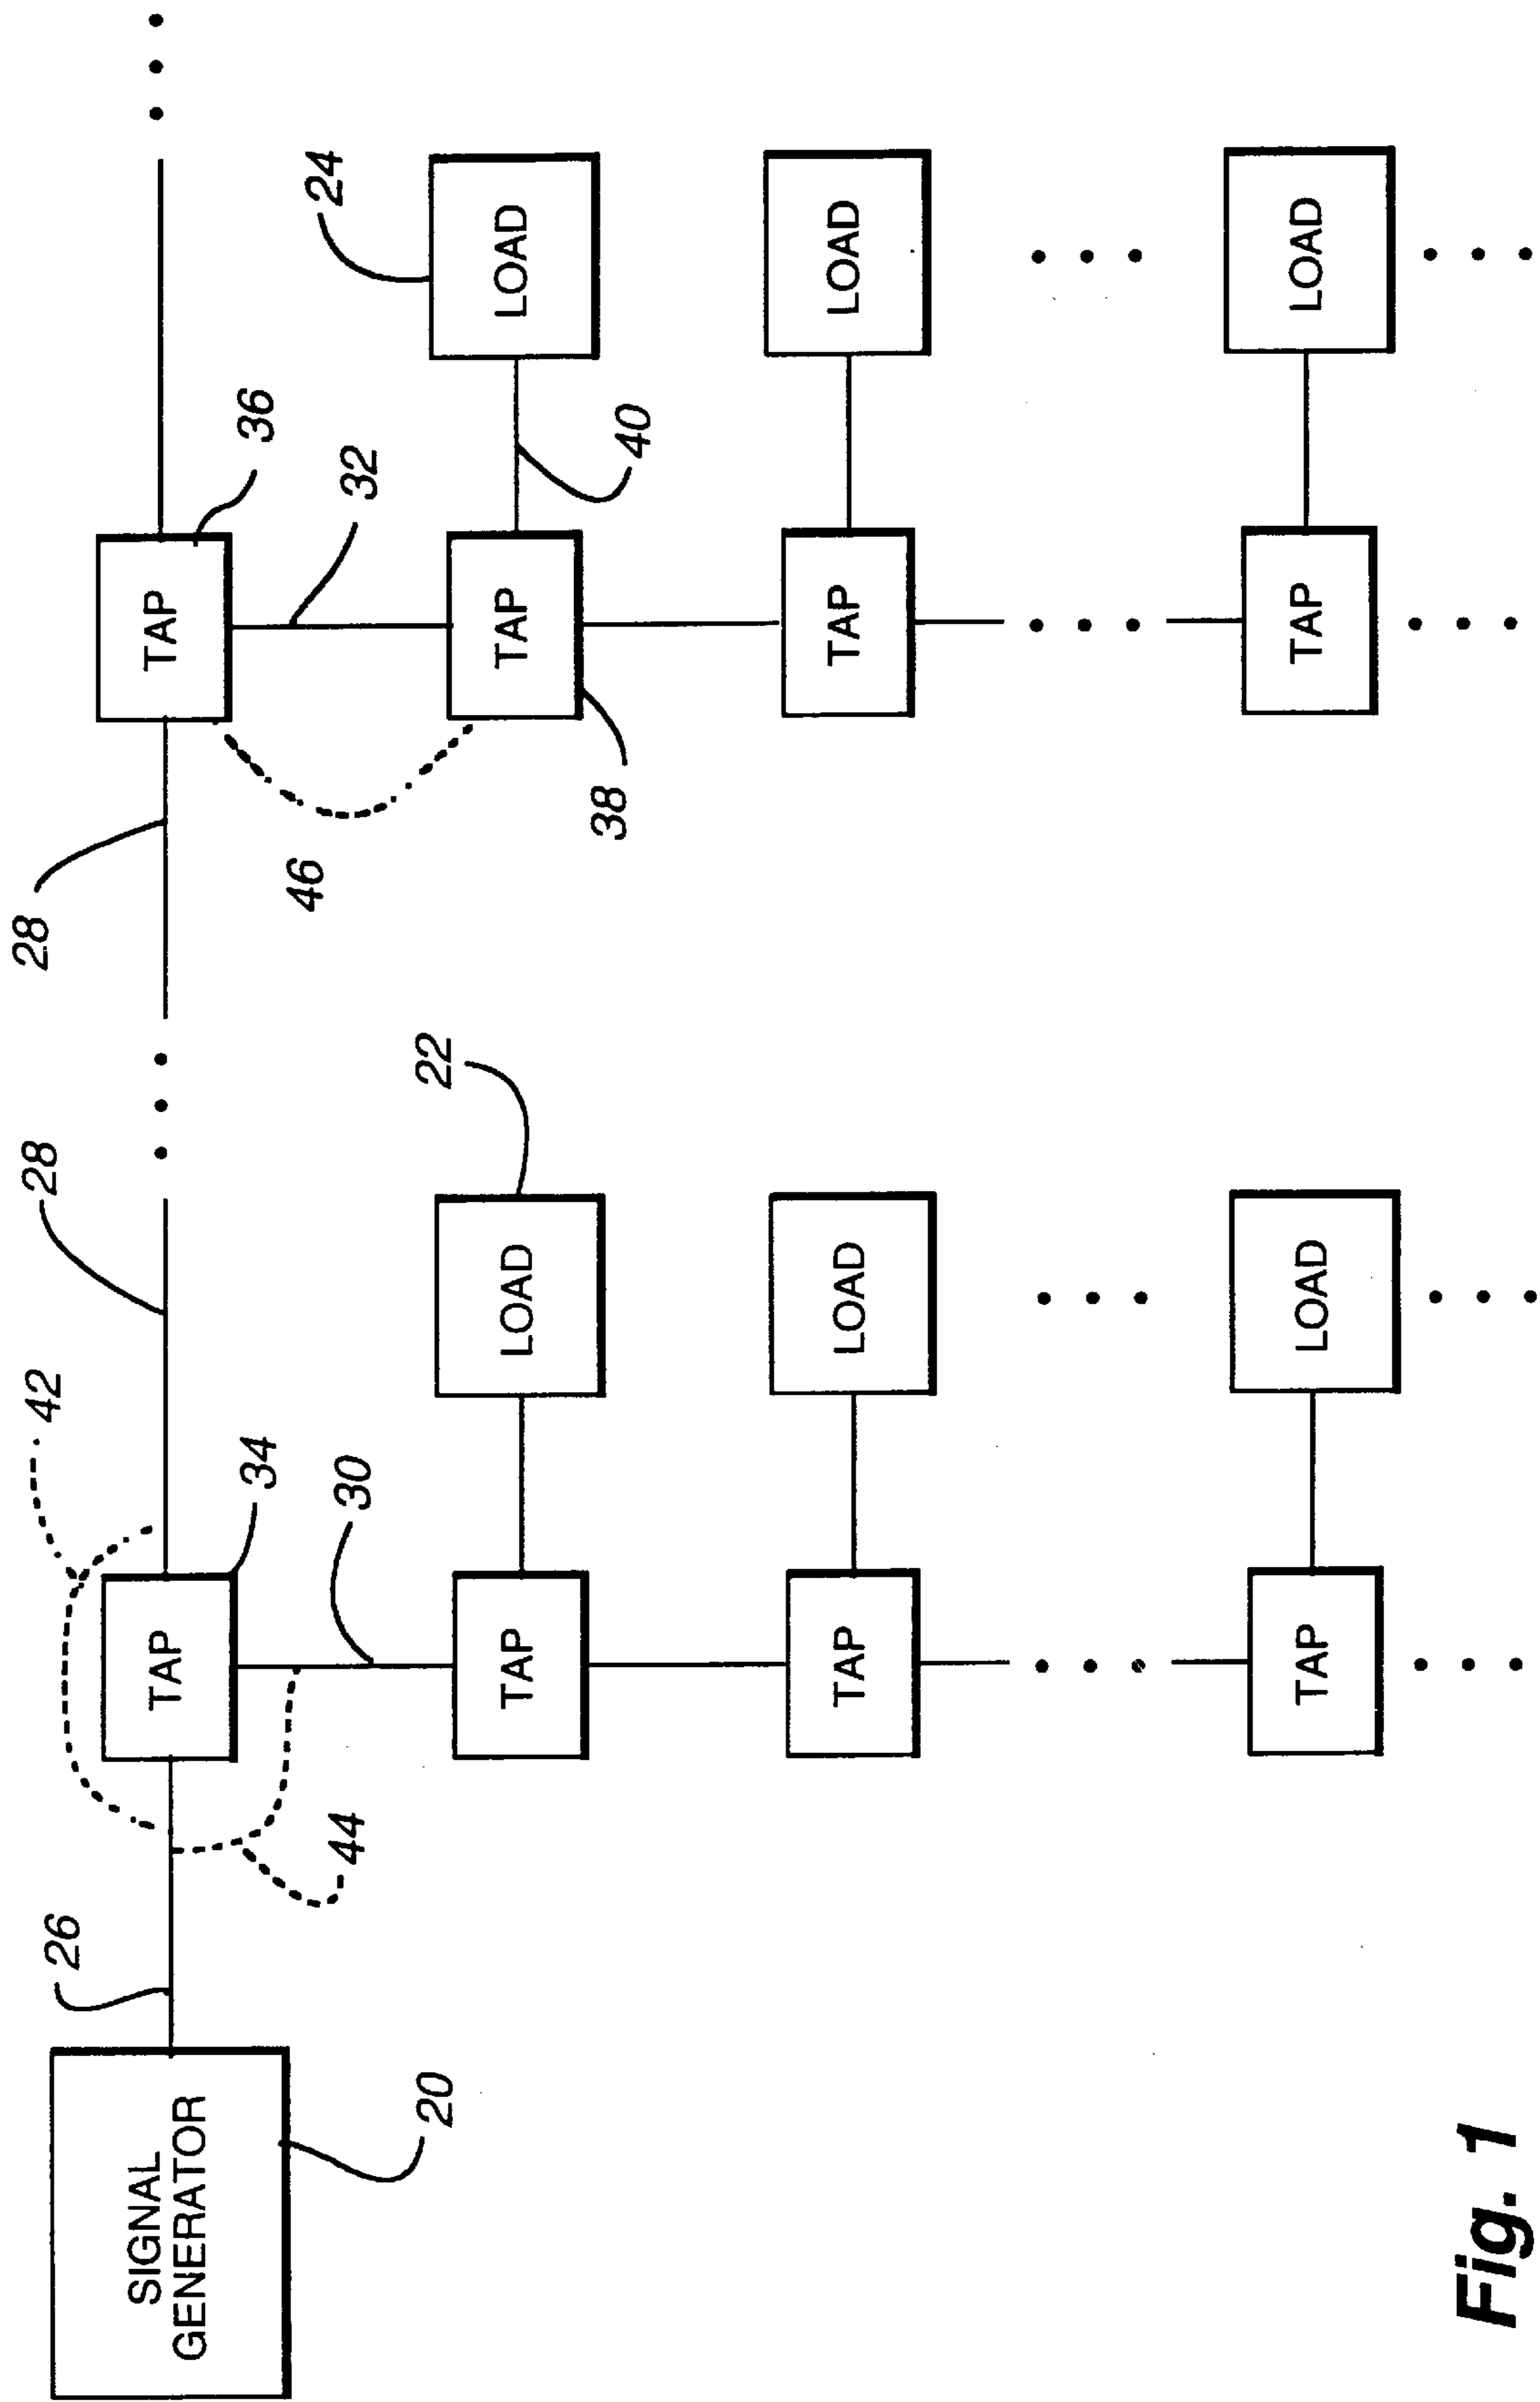 28
28
42
26
TAP
36
TAP
34
SIGNAL
GENERATOR
20
44
30
46
32
24
22
TAP
LOAD
TAP
40
LOAD
38
TAP
LOAD
TAP
LOAD
TAP
LOAD
TAP
LOAD
Fig. 1